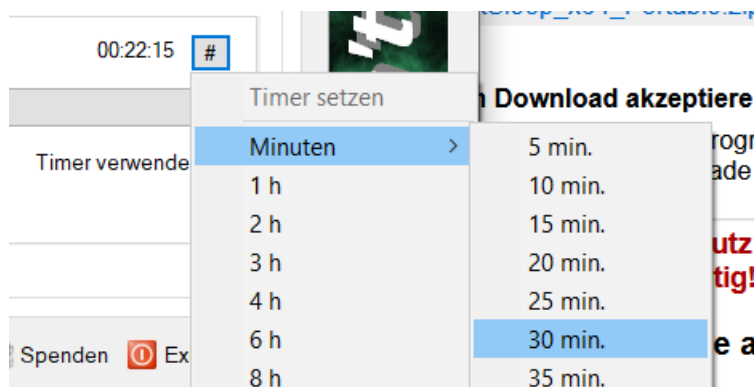 00:22:15 #
Timer setzen
Download akzeptiere
Minuten
5 min.
Timer verwende
1 h
10 min.
2 h
15 min.
3 h
20 min.
4 h
25 min.
6 h
30 min.
Spenden
8 h
35 min.